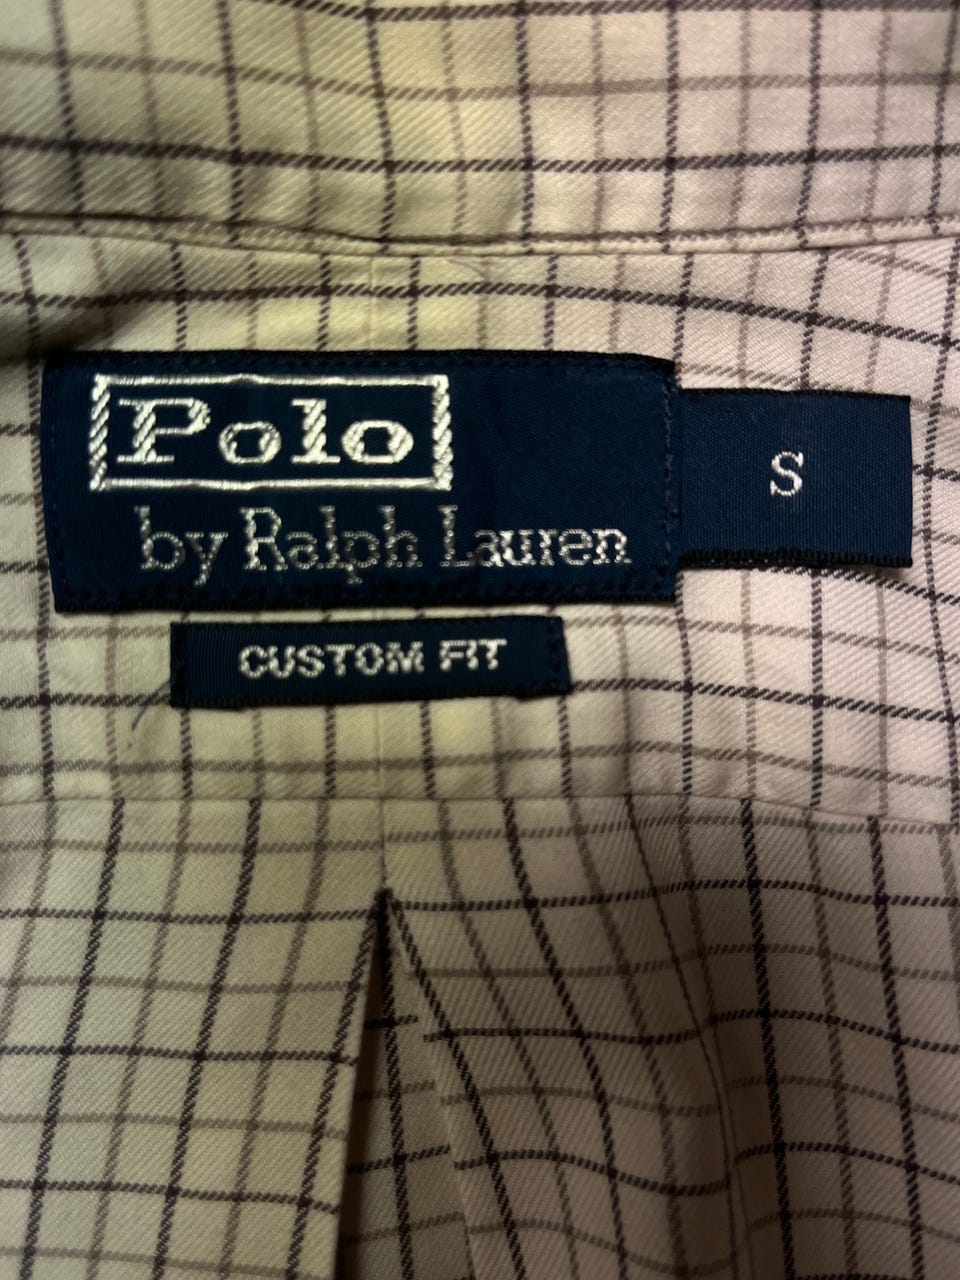 Polo
by Ralph Lauren
S
CUSTOM FIT